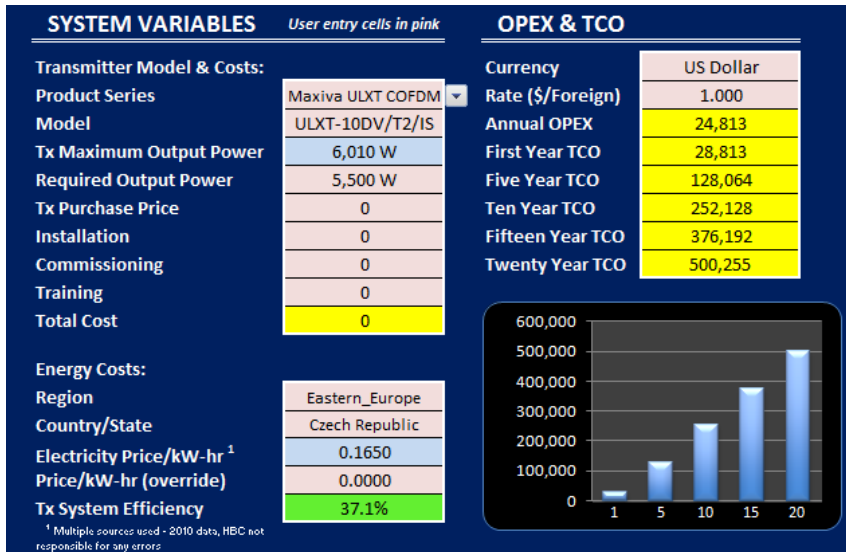 SYSTEM VARIABLES User entry cells in pink
Transmitter Model & Costs:
Product Series Maxiva ULXT COFDM
Model ULXT-10DV/T2/IS
Tx Maximum Output Power 6,010 W
Required Output Power 5,500 W
Tx Purchase Price 0
Installation 0
Commissioning 0
Training 0
Total Cost 0
Energy Costs:
Region Eastern_Europe
Country/State Czech Republic
Electricity Price/kW-hr 1 0.1650
Price/kW-hr (override) 0.0000
Tx System Efficiency 37.1%
1 Multiple sources used - 2010 data, HBC not
responsible for any errors
OPEX & TCO
Currency US Dollar
Rate ($/Foreign) 1.000
Annual OPEX 24,813
First Year TCO 28,813
Five Year TCO 128,064
Ten Year TCO 252,128
Fifteen Year TCO 376,192
Twenty Year TCO 500,255
600,000
500,000
400,000
300,000
200,000
100,000
0
1 5 10 15 20